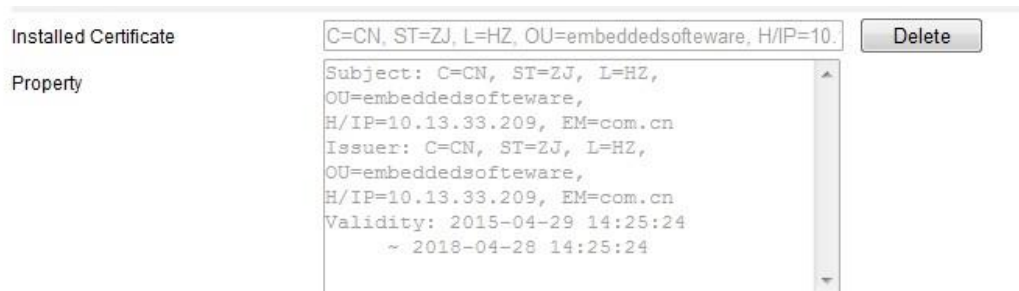 Installed Certificate C=CN, ST=ZJ, L=HZ, OU=embeddedsofteware, H/IP=10. Delete
Property
Subject: C=CN, ST=ZJ, L=HZ,
OU=embeddedsofteware,
H/IP=10.13.33.209, EM=com.cn
Issuer: C=CN, ST=ZJ, L=HZ,
OU=embeddedsofteware,
H/IP=10.13.33.209, EM=com.cn
Validity: 2015-04-29 14:25:24
~ 2018-04-28 14:25:24